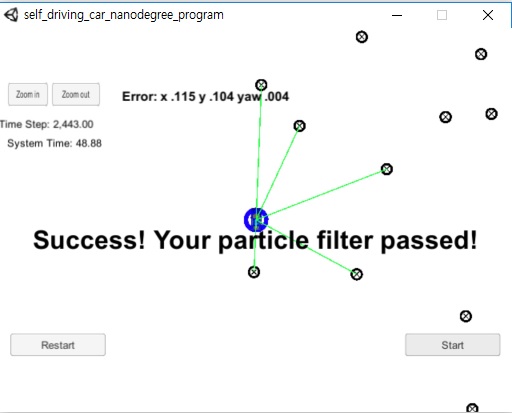 self_driving_car_nanodegree_program
Zoom in
Zoom out
Error: x .115 y .104 yaw .004
Time Step: 2,443.00
System Time: 48.88
Success! Your particle filter passed!
Restart
Start